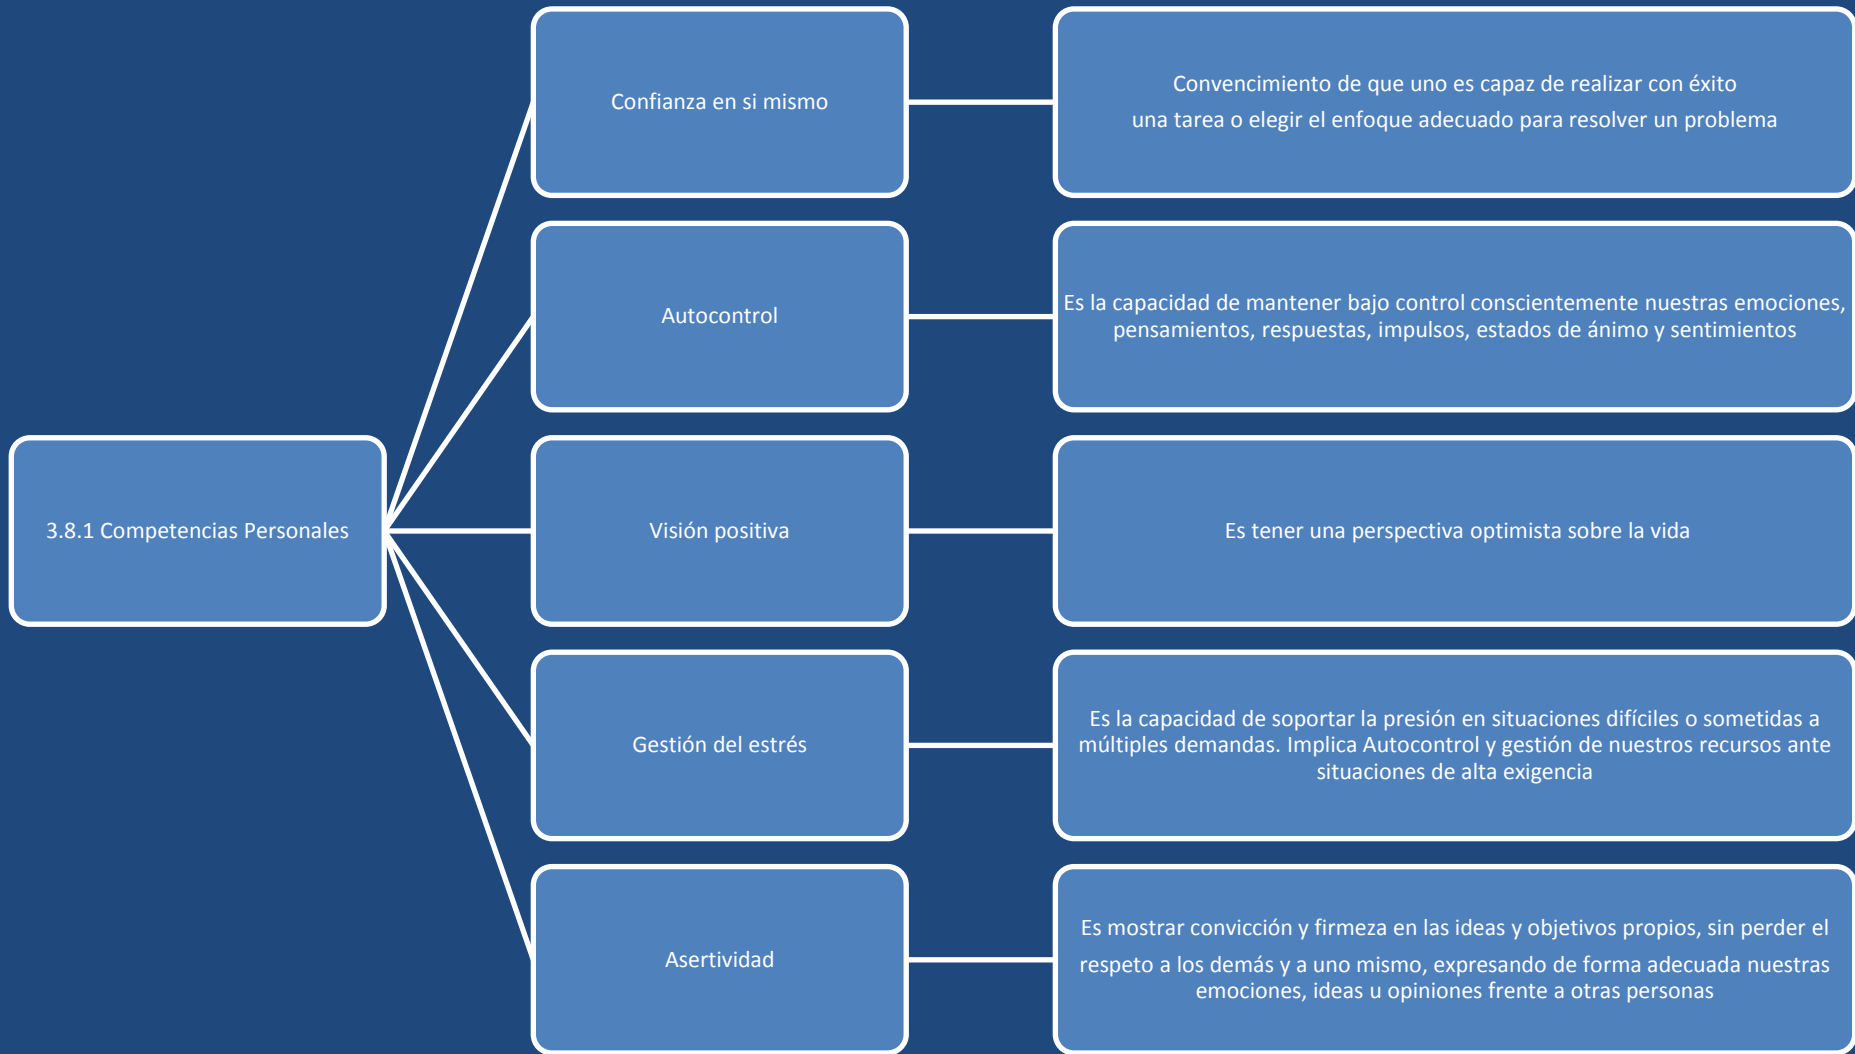 Confianza en si mismo
Convencimiento de que uno es capaz de realizar con éxito
una tarea o elegir el enfoque adecuado para resolver un problema
Autocontrol
Es la capacidad de mantener bajo control conscientemente nuestras emociones,
pensamientos, respuestas, impulsos, estados de ánimo y sentimientos
3.8.1 Competencias Personales
Visión positiva
Es tener una perspectiva optimista sobre la vida
Gestión del estrés
Es la capacidad de soportar la presión en situaciones difíciles o sometidas a
múltiples demandas. Implica Autocontrol y gestión de nuestros recursos ante
situaciones de alta exigencia
Asertividad
Es mostrar convicción y firmeza en las ideas y objetivos propios, sin perder el
respeto a los demás y a uno mismo, expresando de forma adecuada nuestras
emociones, ideas u opiniones frente a otras personas